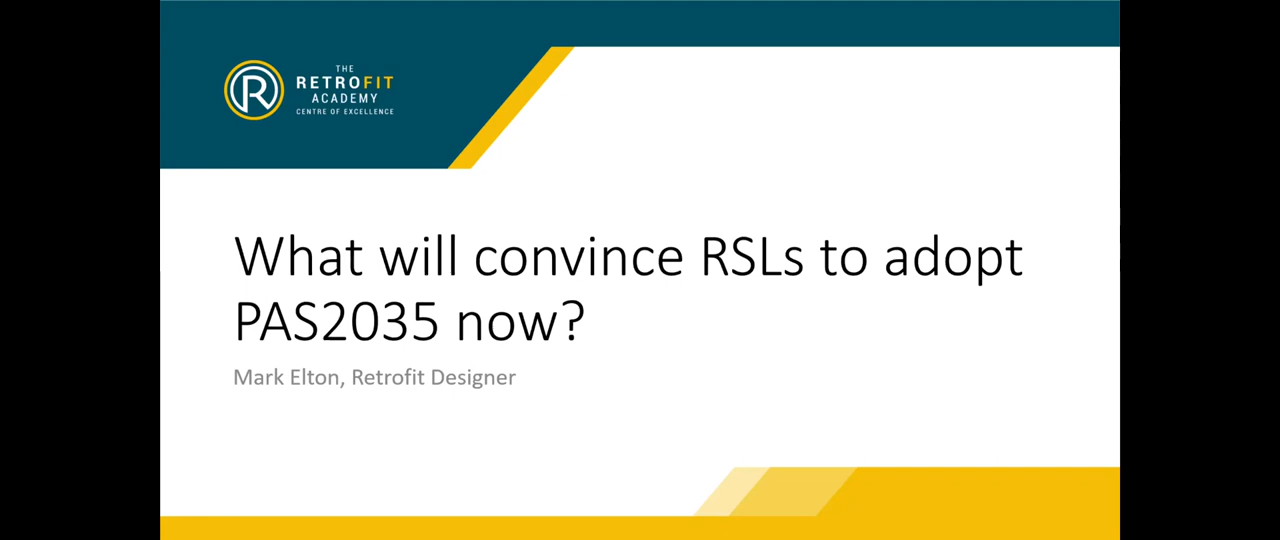 THE
RETROFIT
ACADEMY
CENTRE OF EXCELLENCE
What will convince RSLs to adopt
PAS2035 now?
Mark Elton, Retrofit Designer